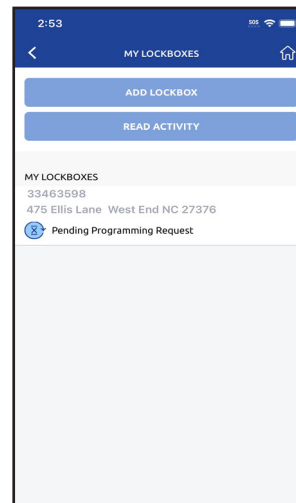 2:53
SOS
MY LOCKBOXES
ADD LOCKBOX
READ ACTIVITY
MY LOCKBOXES
33463598
475 Ellis Lane West End NC 27376
Pending Programming Request